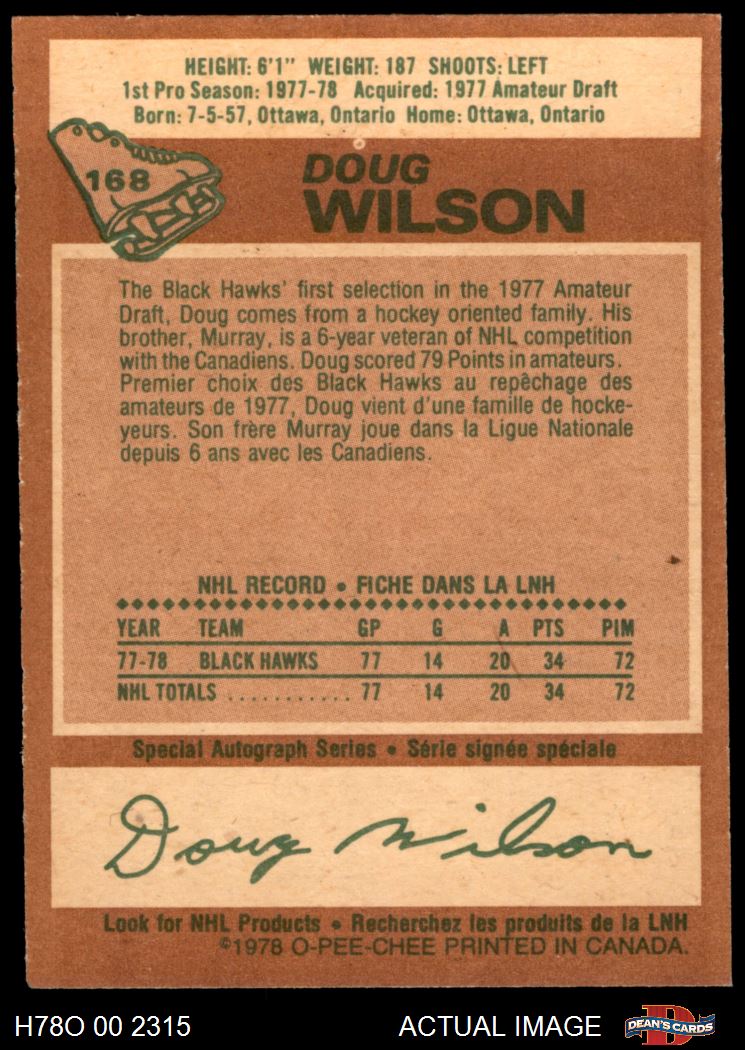 HEIGHT: 6'1" WEIGHT: 187 SHOOTS: LEFT
1st Pro Season: 1977-78 Acquired: 1977 Amateur Draft
Born: 7-5-57, Ottawa, Ontario Home: Ottawa, Ontario
168
DOUG
WILSON
The Black Hawks' first selection in the 1977 Amateur
Draft, Doug comes from a hockey oriented family. His
brother, Murray, is a 6-year veteran of NHL competition
with the Canadiens. Doug scored 79 Points in amateurs.
Premier choix des Black Hawks au repêchage des
amateurs de 1977, Doug vient d'une famille de hocke-
yeurs. Son frère Murray joue dans la Ligue Nationale
depuis 6 ans avec les Canadiens.
NHL RECORD • FICHE DANS LA LNH
YEAR TEAM GP G A PTS PIM
77-78 BLACK HAWKS 77 14 20 34 72
NHL TOTALS ............ 77 14 20 34 72
Special Autograph Series • Série signée spéciale
Doug Wilson
Look for NHL Products • Recherchez les produits de la LNH
©1978 O-PEE-CHEE PRINTED IN CANADA.
H78O 00 2315 ACTUAL IMAGE
D
DEAN'S CARDS